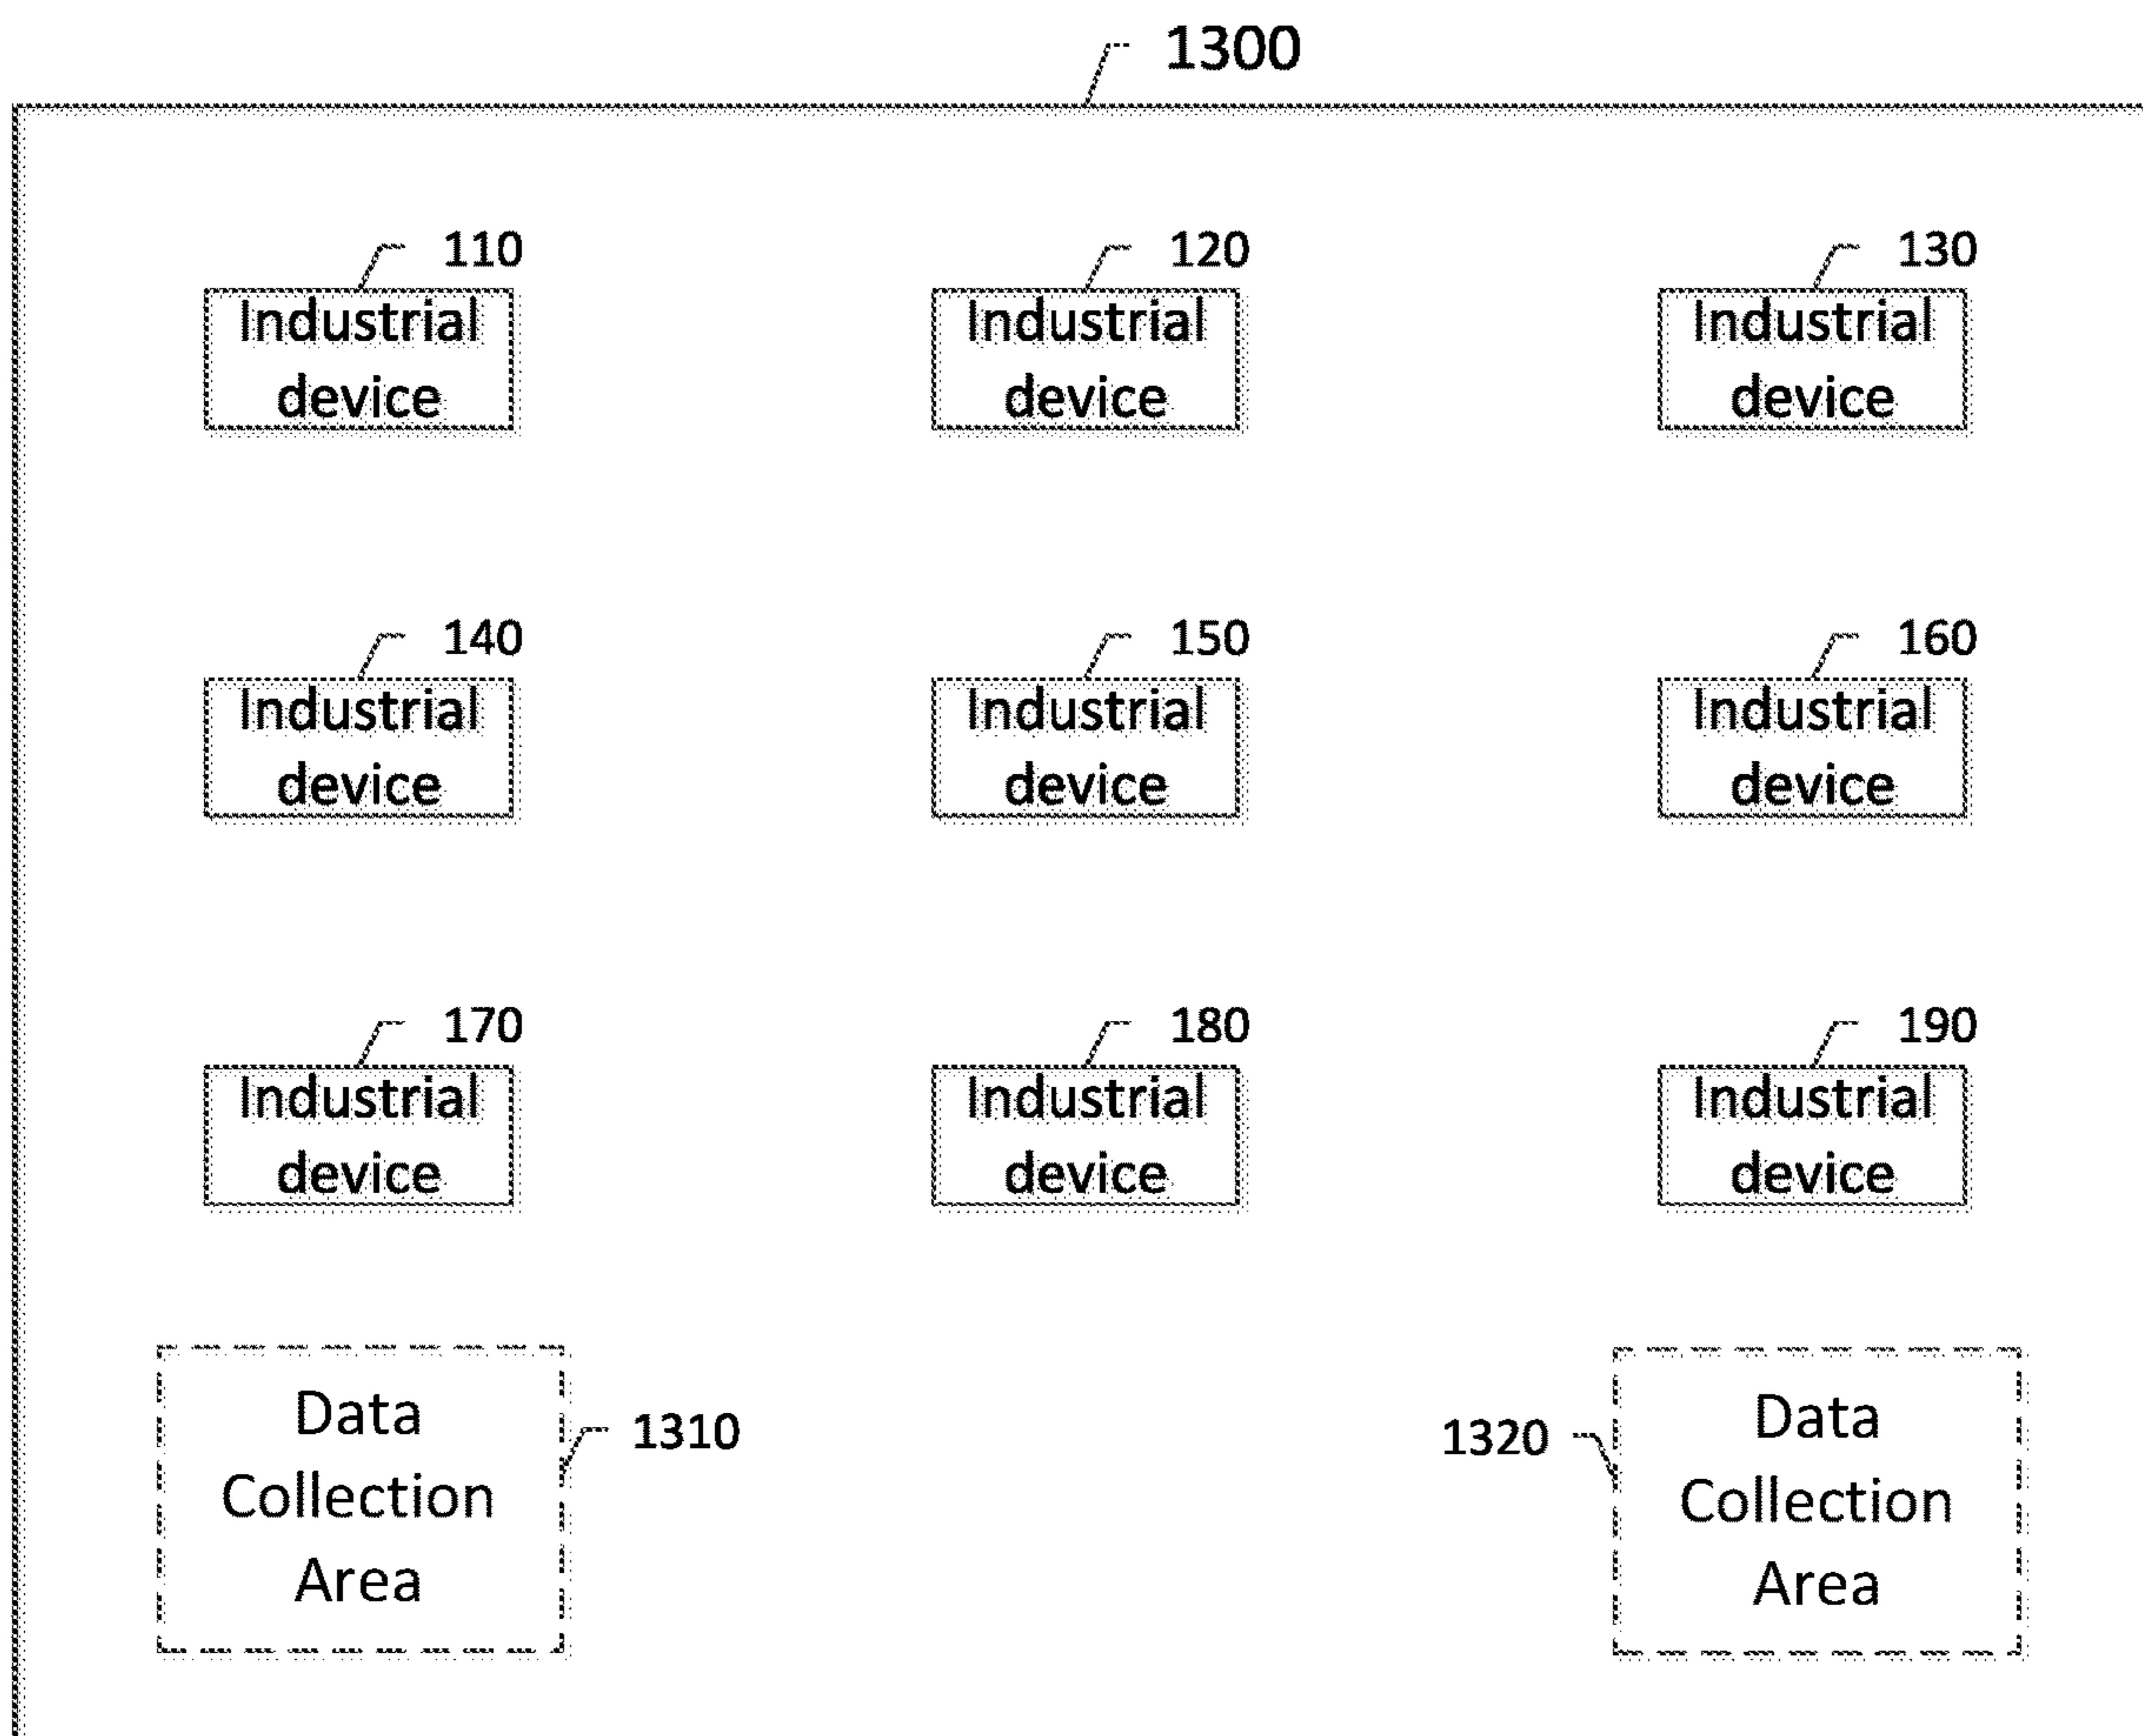 1300
110 120 130
Industrial Industrial Industrial
device device device
140 150 160
Industrial Industrial Industrial
device device device
170 180 190
Industrial Industrial Industrial
device device device
Data
Collection
Area
1310
1320
Data
Collection
Area